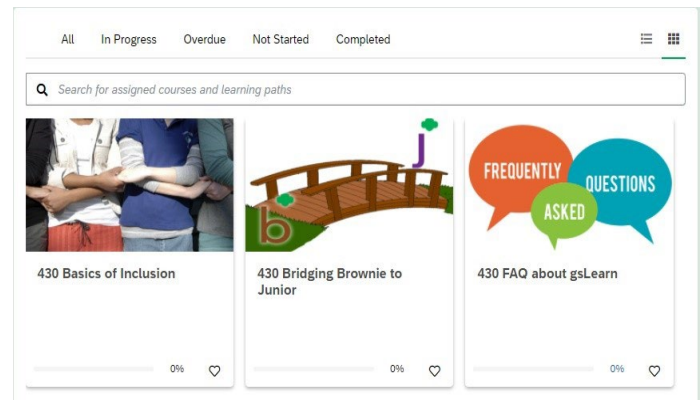 All In Progress Overdue Not Started Completed
Search for assigned courses and learning paths
j
b
FREQUENTLY
ASKED
QUESTIONS
430 Basics of Inclusion
430 Bridging Brownie to
Junior
430 FAQ about gsLearn
0%
0%
0%